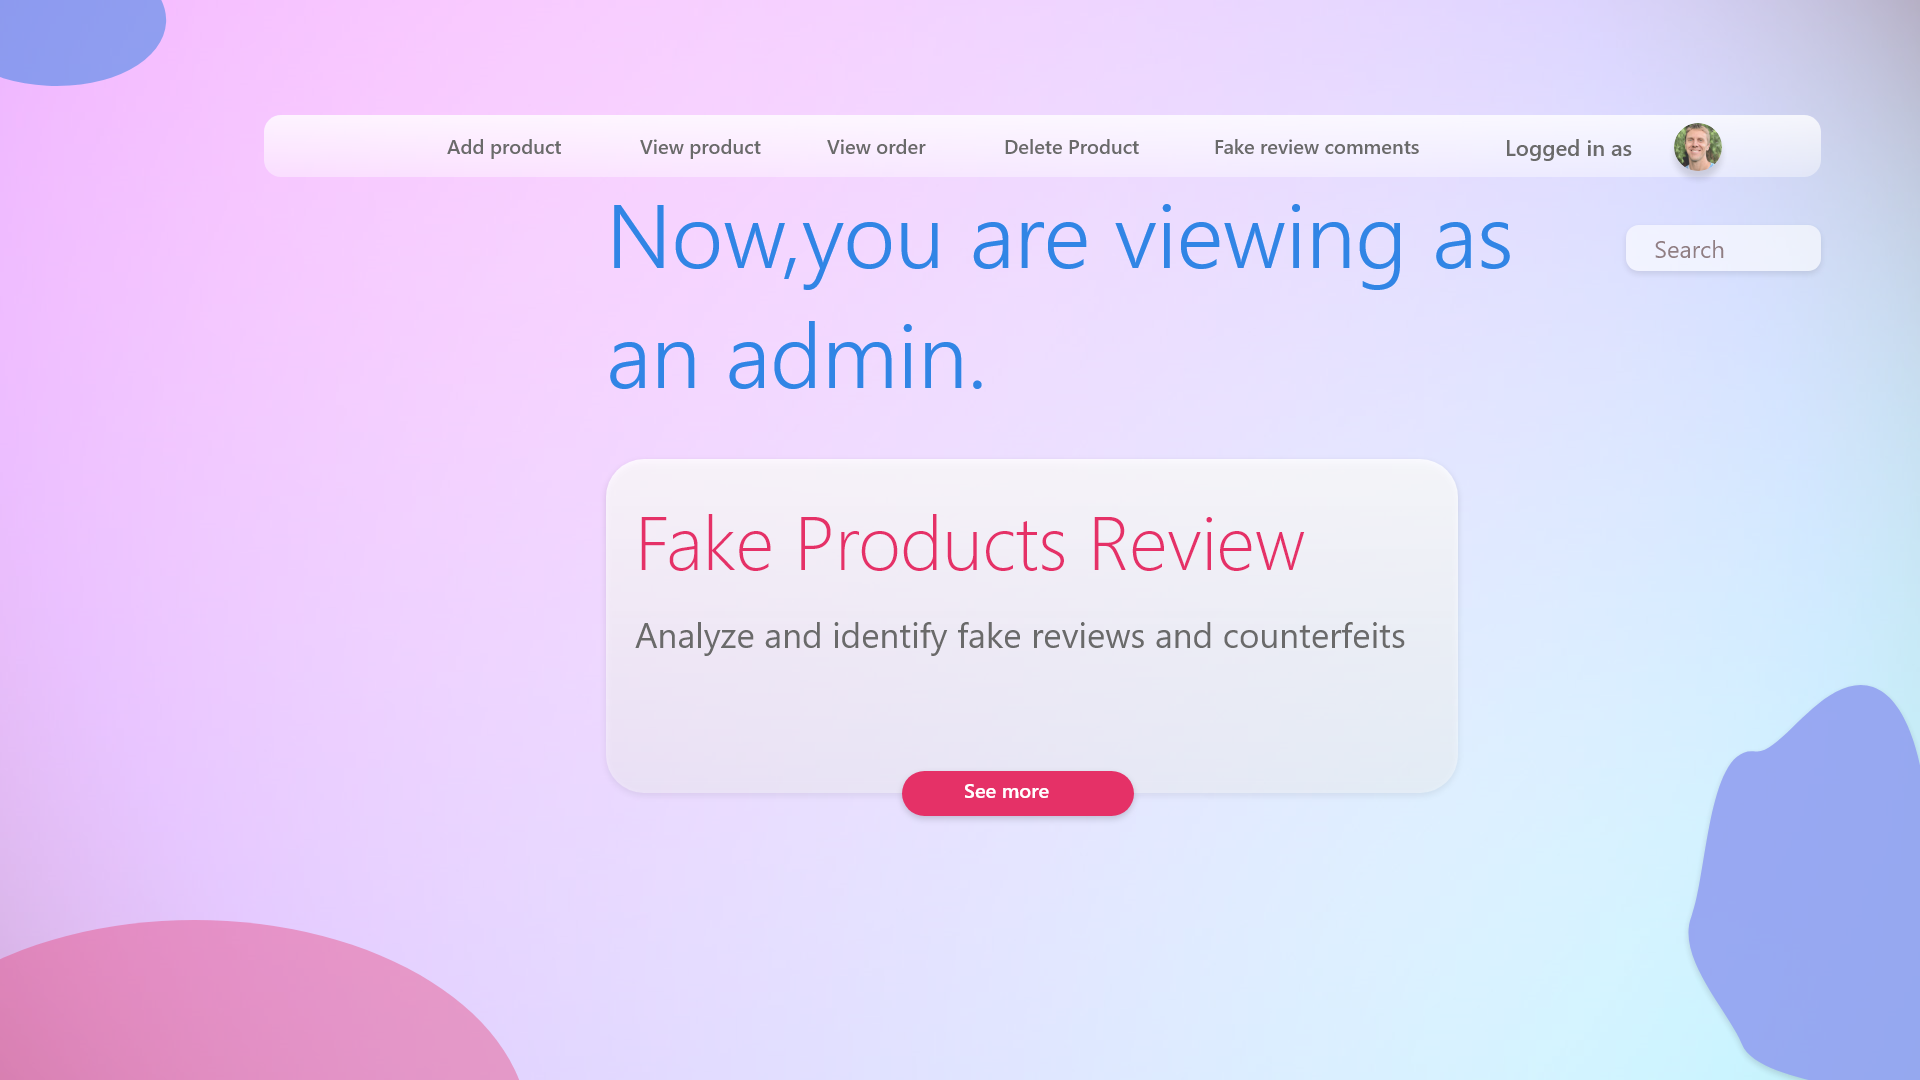 Add product View product View order Delete Product Fake review comments Logged in as
Now,you are viewing as
an admin.
Search
Fake Products Review
Analyze and identify fake reviews and counterfeits
See more